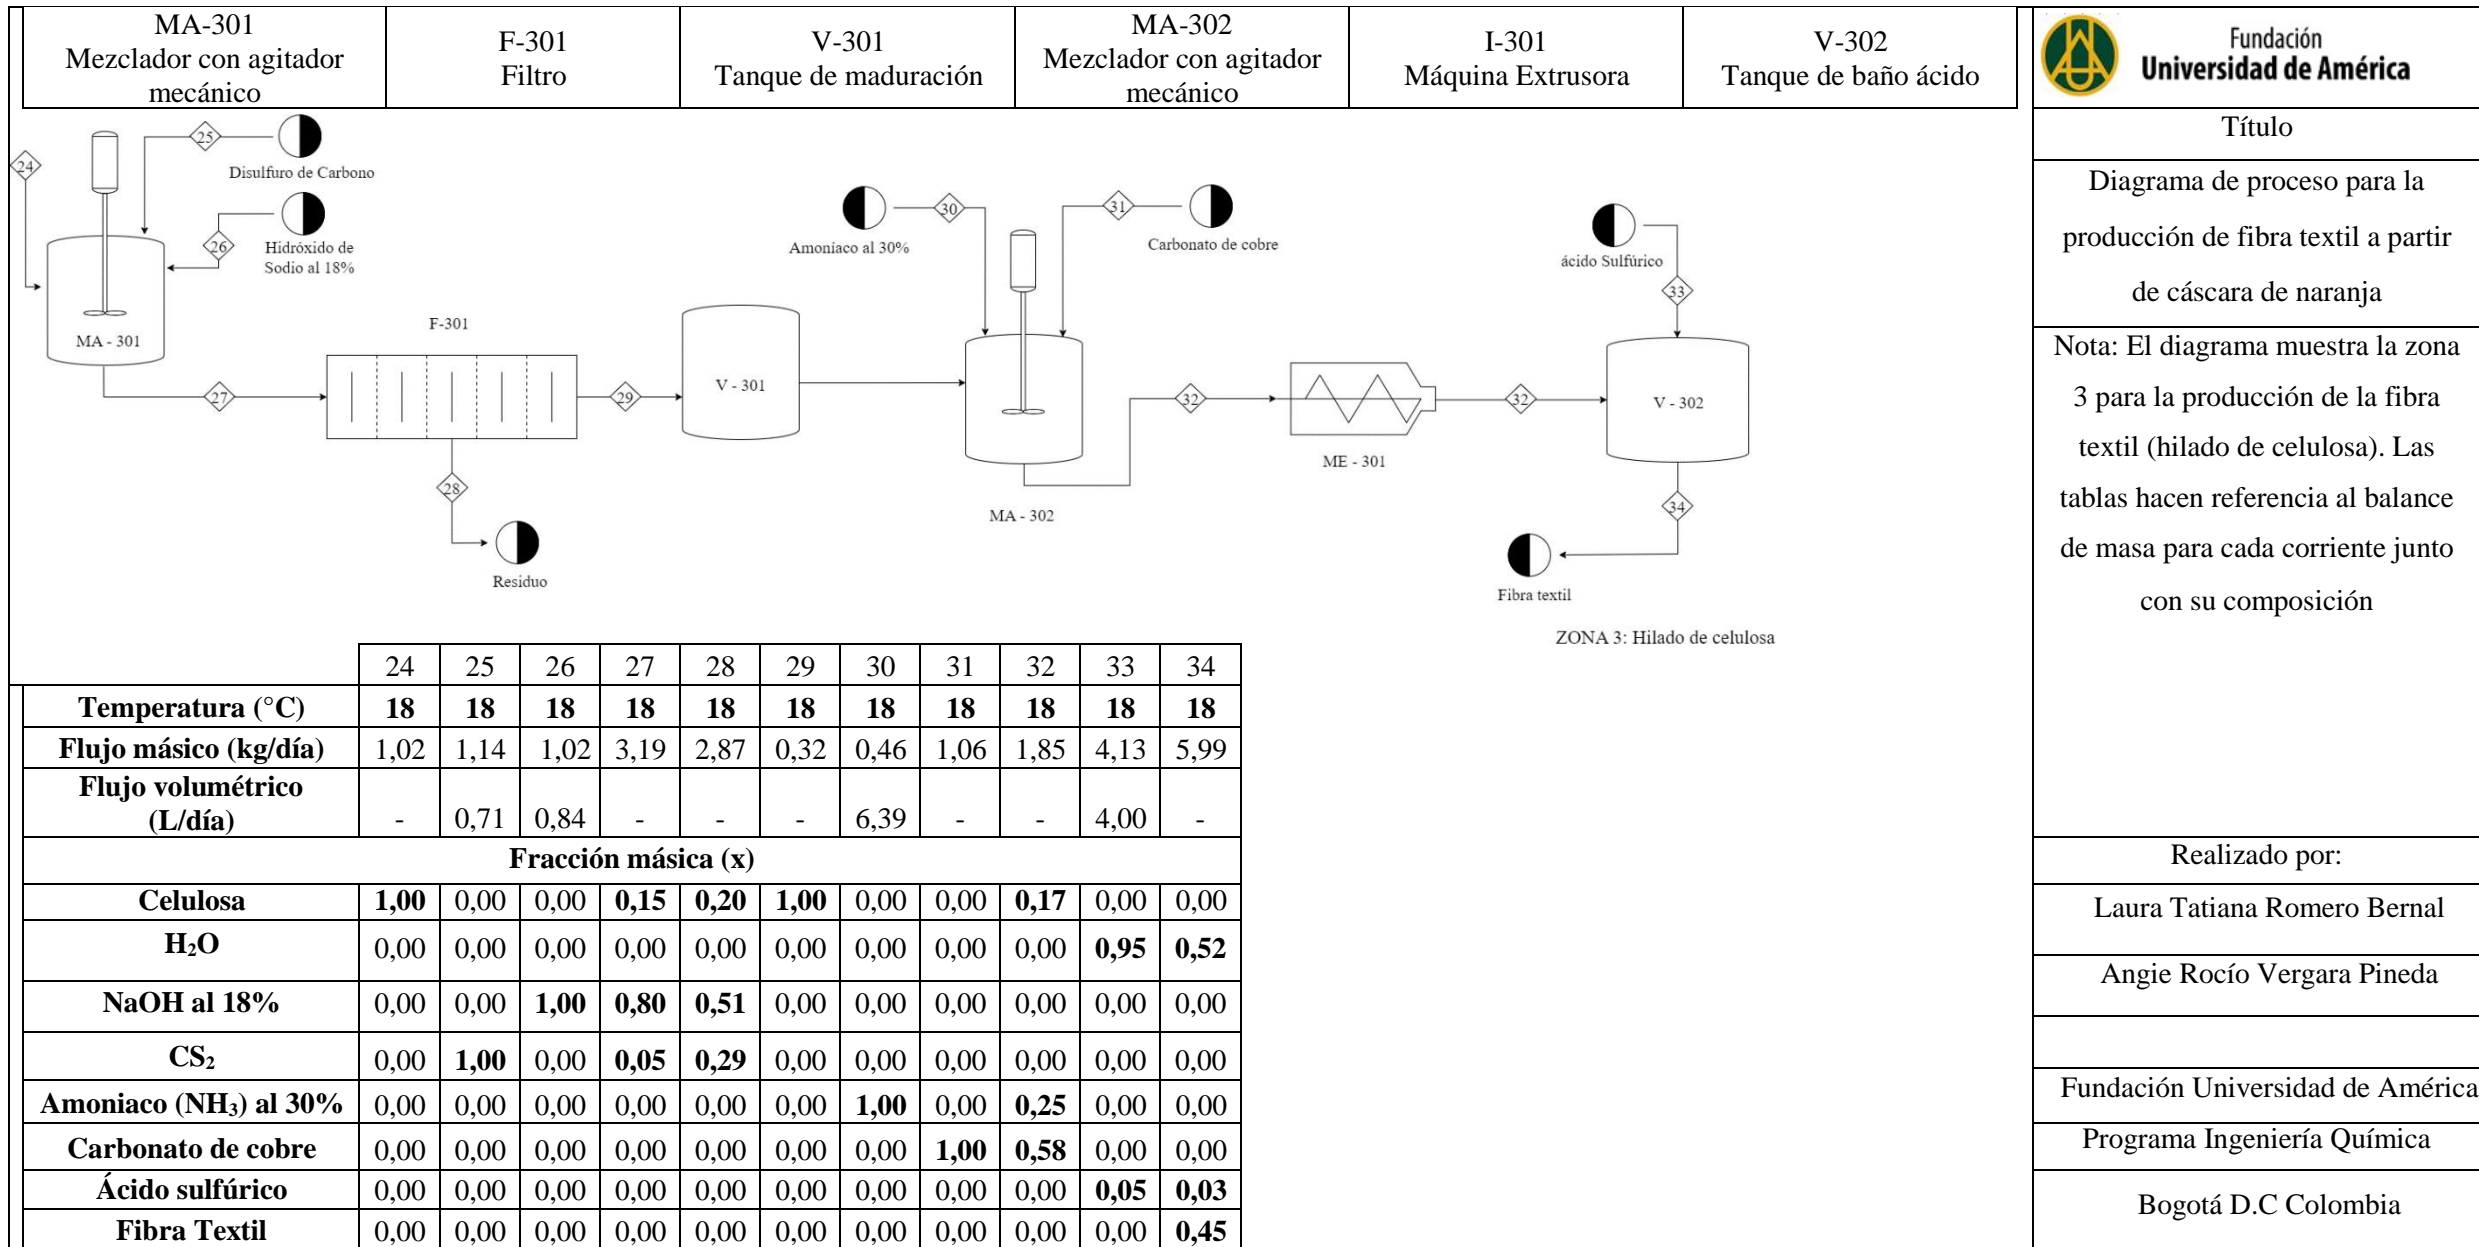 MA-301
Mezclador con agitador
mecánico
F-301
Filtro
V-301
Tanque de maduración
MA-302
Mezclador con agitador
mecánico
I-301
Máquina Extrusora
V-302
Tanque de baño ácido
Fundación
Universidad de América
Título
Diagrama de proceso para la
producción de fibra textil a partir
de cáscara de naranja
Nota: El diagrama muestra la zona
3 para la producción de la fibra
textil (hilado de celulosa). Las
tablas hacen referencia al balance
de masa para cada corriente junto
con su composición
Realizado por:
Laura Tatiana Romero Bernal
Angie Rocío Vergara Pineda
Fundación Universidad de América
Programa Ingeniería Química
Bogotá D.C Colombia
24
25
Disulfuro de Carbono
26
Hidróxido de
Sodio al 18%
MA - 301
27
F-301
28
Residuo
29
V - 301
30
Amoníaco al 30%
31
Carbonato de cobre
MA - 302
32
ME - 301
32
ácido Sulfúrico
33
V - 302
34
Fibra textil
ZONA 3: Hilado de celulosa
24 25 26 27 28 29 30 31 32 33 34
Temperatura (°C) 18 18 18 18 18 18 18 18 18 18 18
Flujo másico (kg/día) 1,02 1,14 1,02 3,19 2,87 0,32 0,46 1,06 1,85 4,13 5,99
Flujo volumétrico
(L/día) - 0,71 0,84 - - - 6,39 - - 4,00 -
Fracción másica (x)
Celulosa 1,00 0,00 0,00 0,15 0,20 1,00 0,00 0,00 0,17 0,00 0,00
H₂O 0,00 0,00 0,00 0,00 0,00 0,00 0,00 0,00 0,00 0,95 0,52
NaOH al 18% 0,00 0,00 1,00 0,80 0,51 0,00 0,00 0,00 0,00 0,00 0,00
CS₂ 0,00 1,00 0,00 0,05 0,29 0,00 0,00 0,00 0,00 0,00 0,00
Amoniaco (NH₃) al 30% 0,00 0,00 0,00 0,00 0,00 0,00 1,00 0,00 0,25 0,00 0,00
Carbonato de cobre 0,00 0,00 0,00 0,00 0,00 0,00 0,00 1,00 0,58 0,00 0,00
Ácido sulfúrico 0,00 0,00 0,00 0,00 0,00 0,00 0,00 0,00 0,00 0,05 0,03
Fibra Textil 0,00 0,00 0,00 0,00 0,00 0,00 0,00 0,00 0,00 0,00 0,45